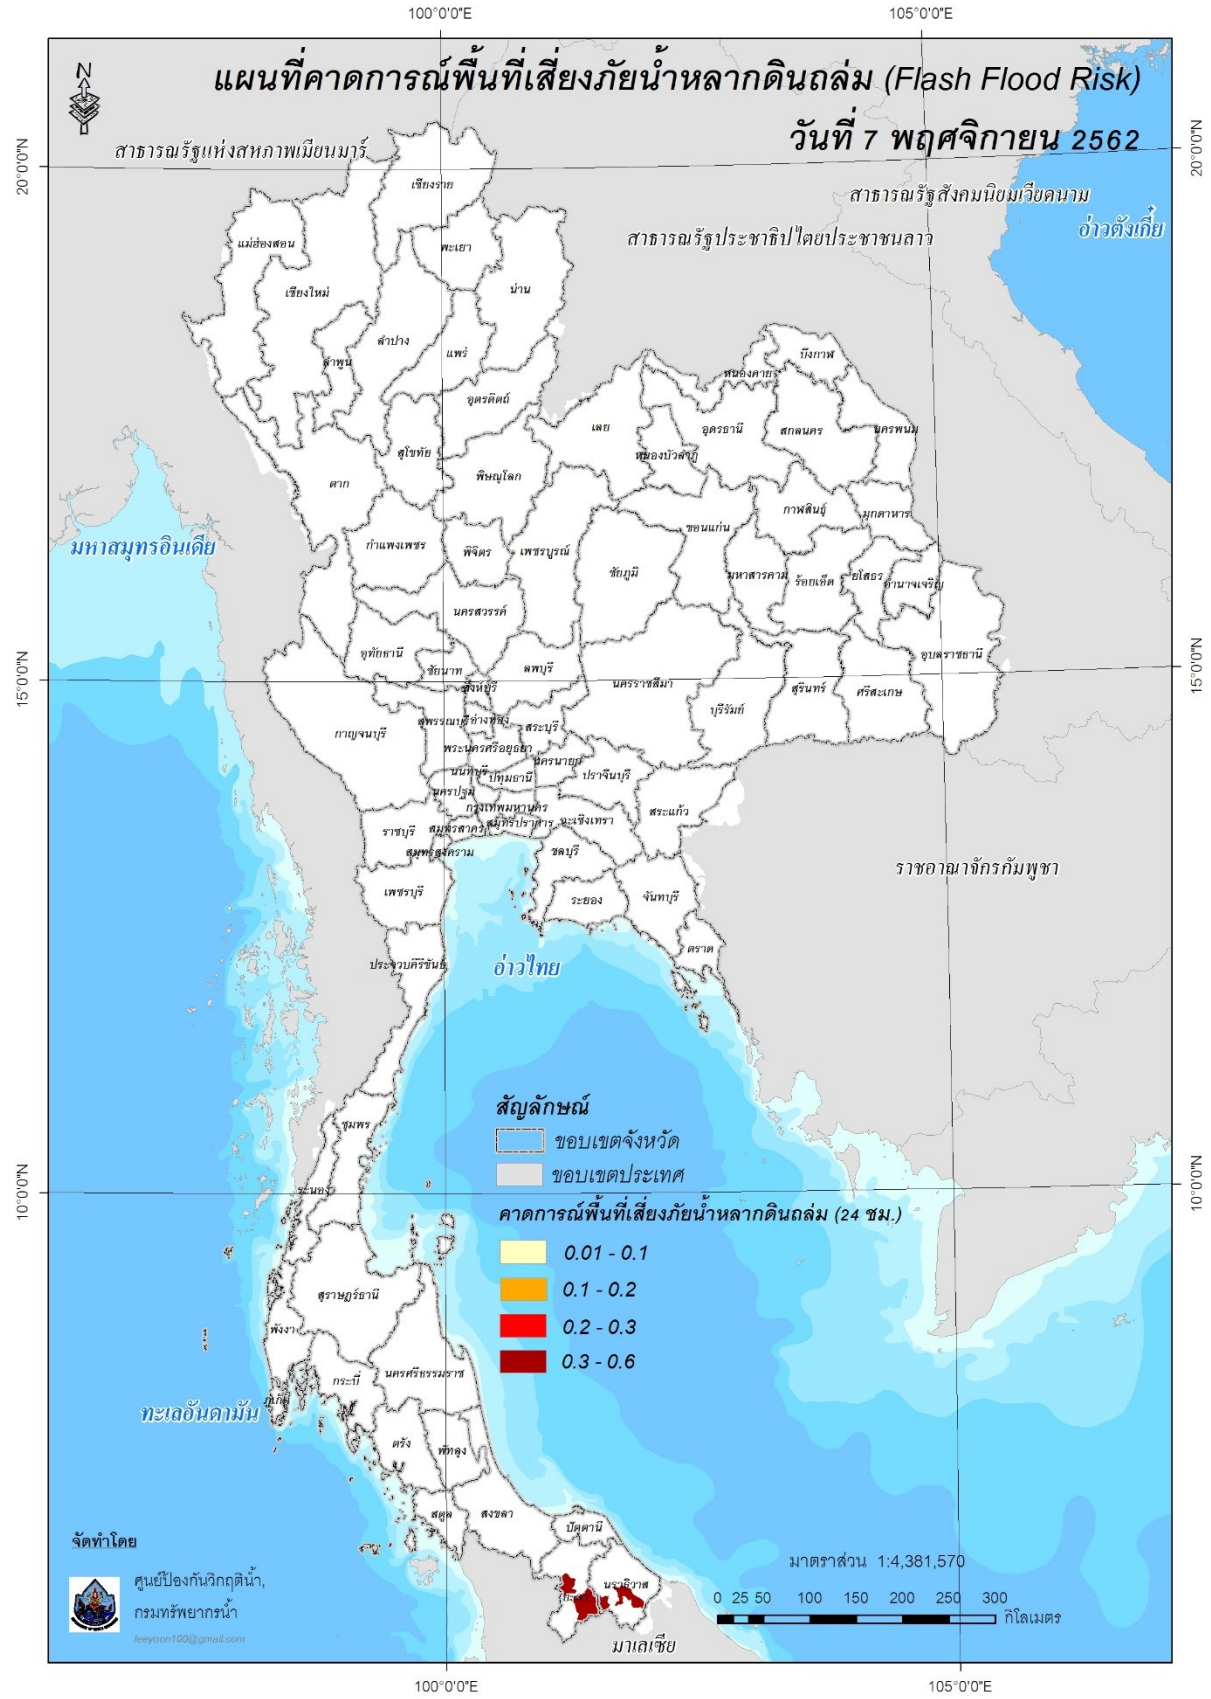 100°0'0"E
105°0'0"E
แผนที่คาดการณ์พื้นที่เสี่ยงภัยน้ำหลากดินถล่ม (Flash Flood Risk)
วันที่ 7 พฤศจิกายน 2562
N
20°0'0"N
20°0'0"N
สาธารณรัฐแห่งสหภาพเมียนมาร์
เชียงราย
สาธารณรัฐสังคมนิยมเวียดนาม
อ่าวตังเกี๋ย
สาธารณรัฐประชาธิปไตยประชาชนลาว
แม่ฮ่องสอน
พะเยา
เชียงใหม่
น่าน
ลำปาง
แพร่
ลำพูน
บึงกาฬ
หนองคาย
อุตรดิตถ์
เลย
อุดรธานี
สกลนคร
นครพนม
สุโขทัย
หนองบัวลำภู
ตาก
พิษณุโลก
กาฬสินธุ์
มุกดาหาร
ขอนแก่น
มหาสมุทรอินเดีย
กำแพงเพชร
พิจิตร
เพชรบูรณ์
ชัยภูมิ
มหาสารคาม
ร้อยเอ็ด
ยโสธร
อำนาจเจริญ
นครสวรรค์
อุทัยธานี
ชัยนาท
ลพบุรี
นครราชสีมา
อุบลราชธานี
15°0'0"N
15°0'0"N
สิงห์บุรี
สุรินทร์
ศรีสะเกษ
บุรีรัมย์
กาญจนบุรี
สุพรรณบุรี
อ่างทอง
สระบุรี
พระนครศรีอยุธยา
นครนายก
นนทบุรี
ปทุมธานี
ปราจีนบุรี
นครปฐม
กรุงเทพมหานคร
สระแก้ว
ราชบุรี
สมุทรสาคร
สมุทรปราการ
ฉะเชิงเทรา
สมุทรสงคราม
ชลบุรี
ราชอาณาจักรกัมพูชา
เพชรบุรี
ระยอง
จันทบุรี
ตราด
ประจวบคีรีขันธ์
อ่าวไทย
สัญลักษณ์
ขอบเขตจังหวัด
ขอบเขตประเทศ
ชุมพร
ระนอง
10°0'0"N
10°0'0"N
คาดการณ์พื้นที่เสี่ยงภัยน้ำหลากดินถล่ม (24 ชม.)
0.01 - 0.1
0.1 - 0.2
0.2 - 0.3
0.3 - 0.6
สุราษฎร์ธานี
พังงา
กระบี่
นครศรีธรรมราช
ภูเก็ต
ทะเลอันดามัน
ตรัง
พัทลุง
สตูล
สงขลา
ปัตตานี
ยะลา
นราธิวาส
มาเลเซีย
จัดทำโดย
ศูนย์ป้องกันวิกฤติน้ำ,
กรมทรัพยากรน้ำ
feeyoon100@gmail.com
มาตราส่วน 1:4,381,570
0 25 50 100 150 200 250 300
กิโลเมตร
100°0'0"E
105°0'0"E